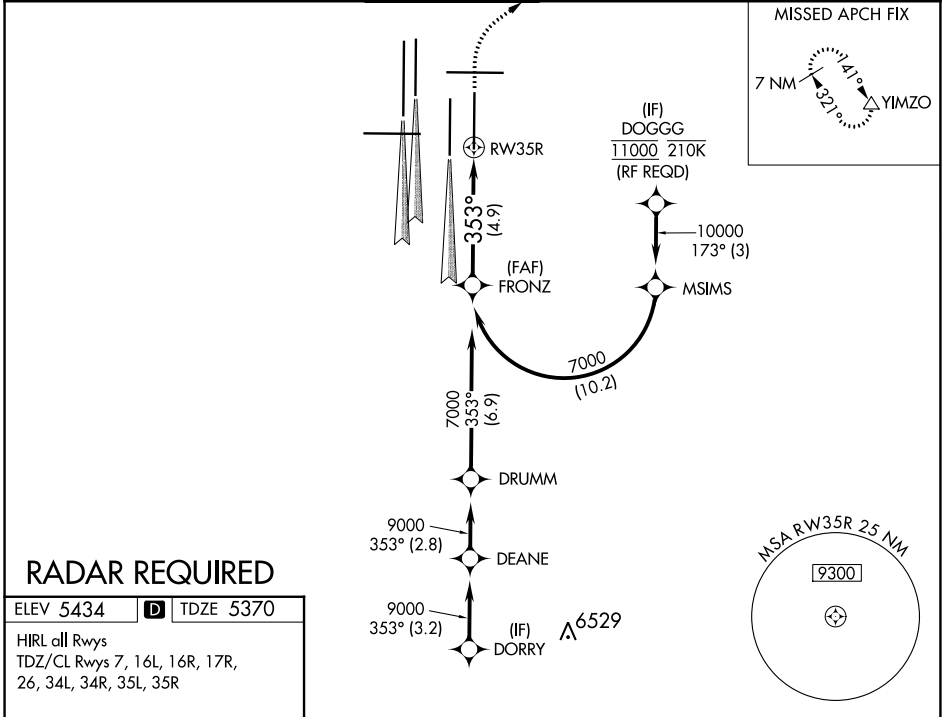 MISSED APCH FIX
7 NM
141°
321°
YIMZO
(IF)
DOGGG
11000 210K
(RF REQD)
RW35R
353°
(4.9)
10000
173° (3)
(FAF)
FRONZ
MSIMS
7000
(10.2)
7000
353°
(6.9)
DRUMM
9000
353° (2.8)
DEANE
9000
353° (3.2)
(IF)
DORRY
6529
MSA RW35R 25 NM
9300
RADAR REQUIRED
ELEV 5434 D TDZE 5370
HIRL all Rwys
TDZ/CL Rwys 7, 16L, 16R, 17R,
26, 34L, 34R, 35L, 35R